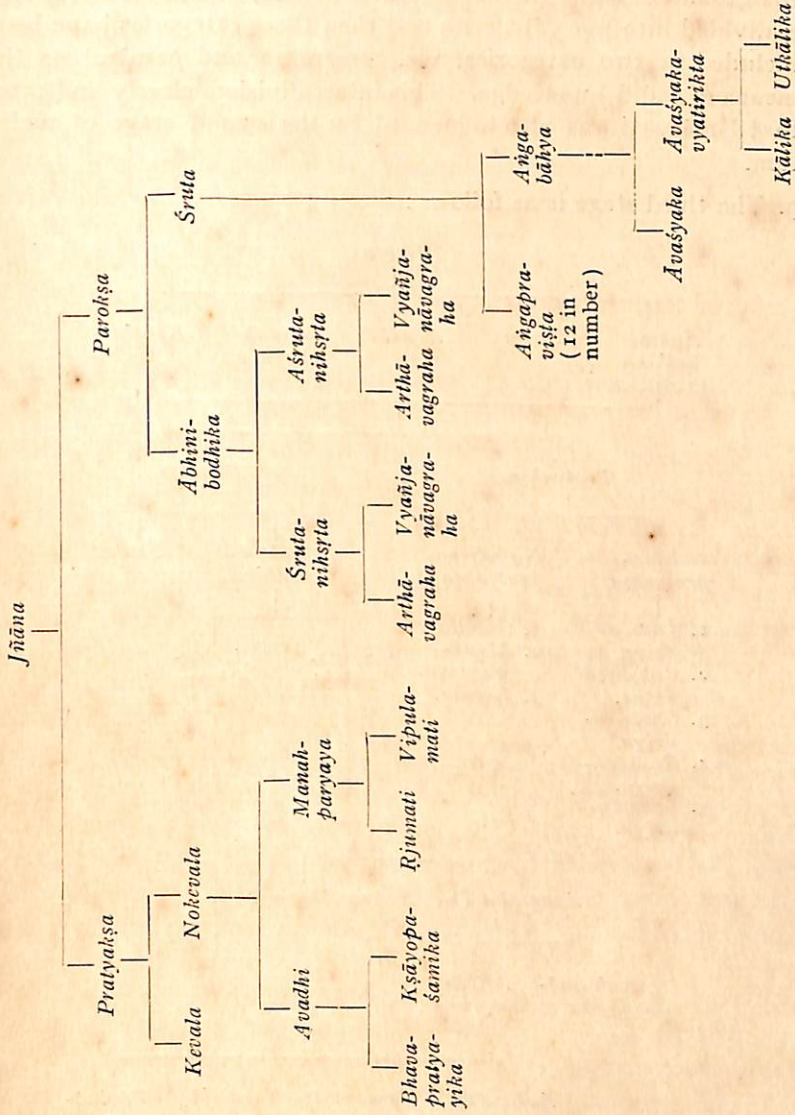 Jñāna
Pratyakṣa
Parokṣa
Kevala
Nokevala
Ābhini-
bodhika
Śruta
Avadhi
Manaḥ-
paryaya
Śruta-
nihsṛta
Aśruta-
nihsṛta
Bhava-
pratya-
yika
Kṣāyopa-
śamika
Ṛjumati
Vipula-
mati
Arthā-
vagraha
Vyañja-
nāvagra-
ha
Arthā-
vagraha
Vyañja-
nāvagra-
ha
Aṅgapra-
viṣṭa
(12 in
number)
Aṅga-
bāhya
Āvaśyaka
Āvaśyaka-
vyatirikta
Kālika
Utkālika